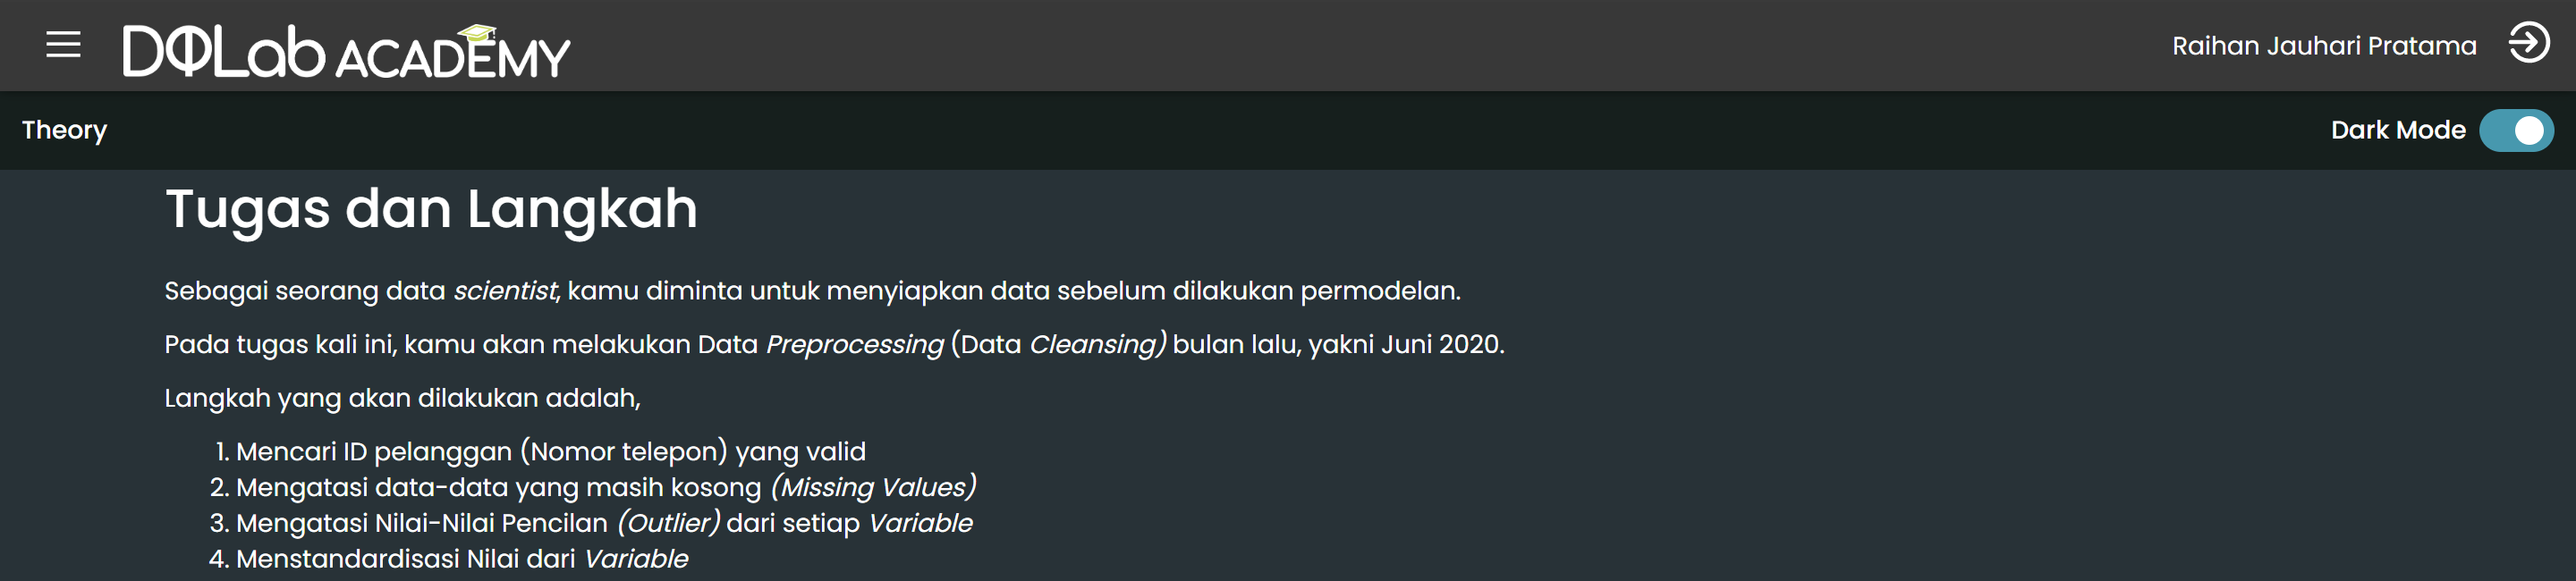 DQLab ACADEMY
Raihan Jauhari Pratama
Theory
Dark Mode
Tugas dan Langkah
Sebagai seorang data scientist, kamu diminta untuk menyiapkan data sebelum dilakukan permodelan.
Pada tugas kali ini, kamu akan melakukan Data Preprocessing (Data Cleansing) bulan lalu, yakni Juni 2020.
Langkah yang akan dilakukan adalah,
1. Mencari ID pelanggan (Nomor telepon) yang valid
2. Mengatasi data-data yang masih kosong (Missing Values)
3. Mengatasi Nilai-Nilai Pencilan (Outlier) dari setiap Variable
4. Menstandardisasi Nilai dari Variable